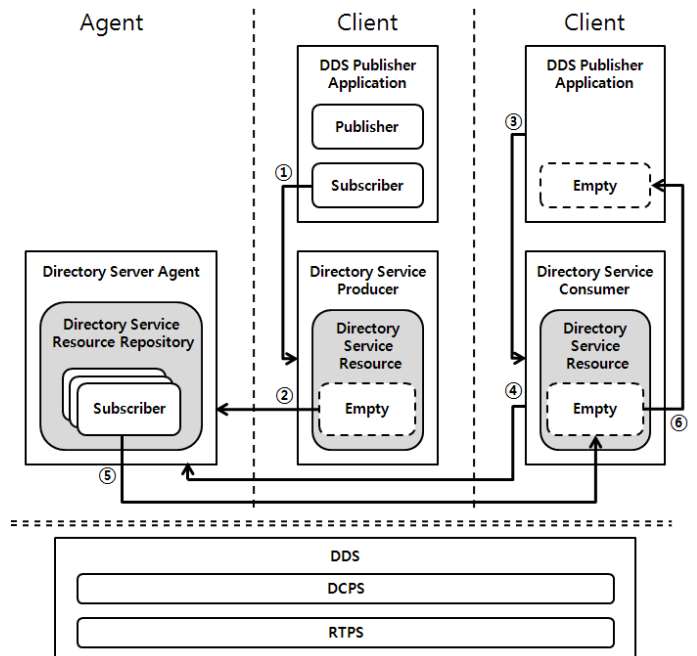 Agent
Client
Client
DDS Publisher
Application
Publisher
Subscriber
DDS Publisher
Application
Empty
①
③
Directory Server Agent
Directory Service
Resource Repository
Subscriber
Directory Service
Producer
Directory
Service
Resource
Empty
Directory Service
Consumer
Directory
Service
Resource
Empty
②
④
⑤
⑥
DDS
DCPS
RTPS